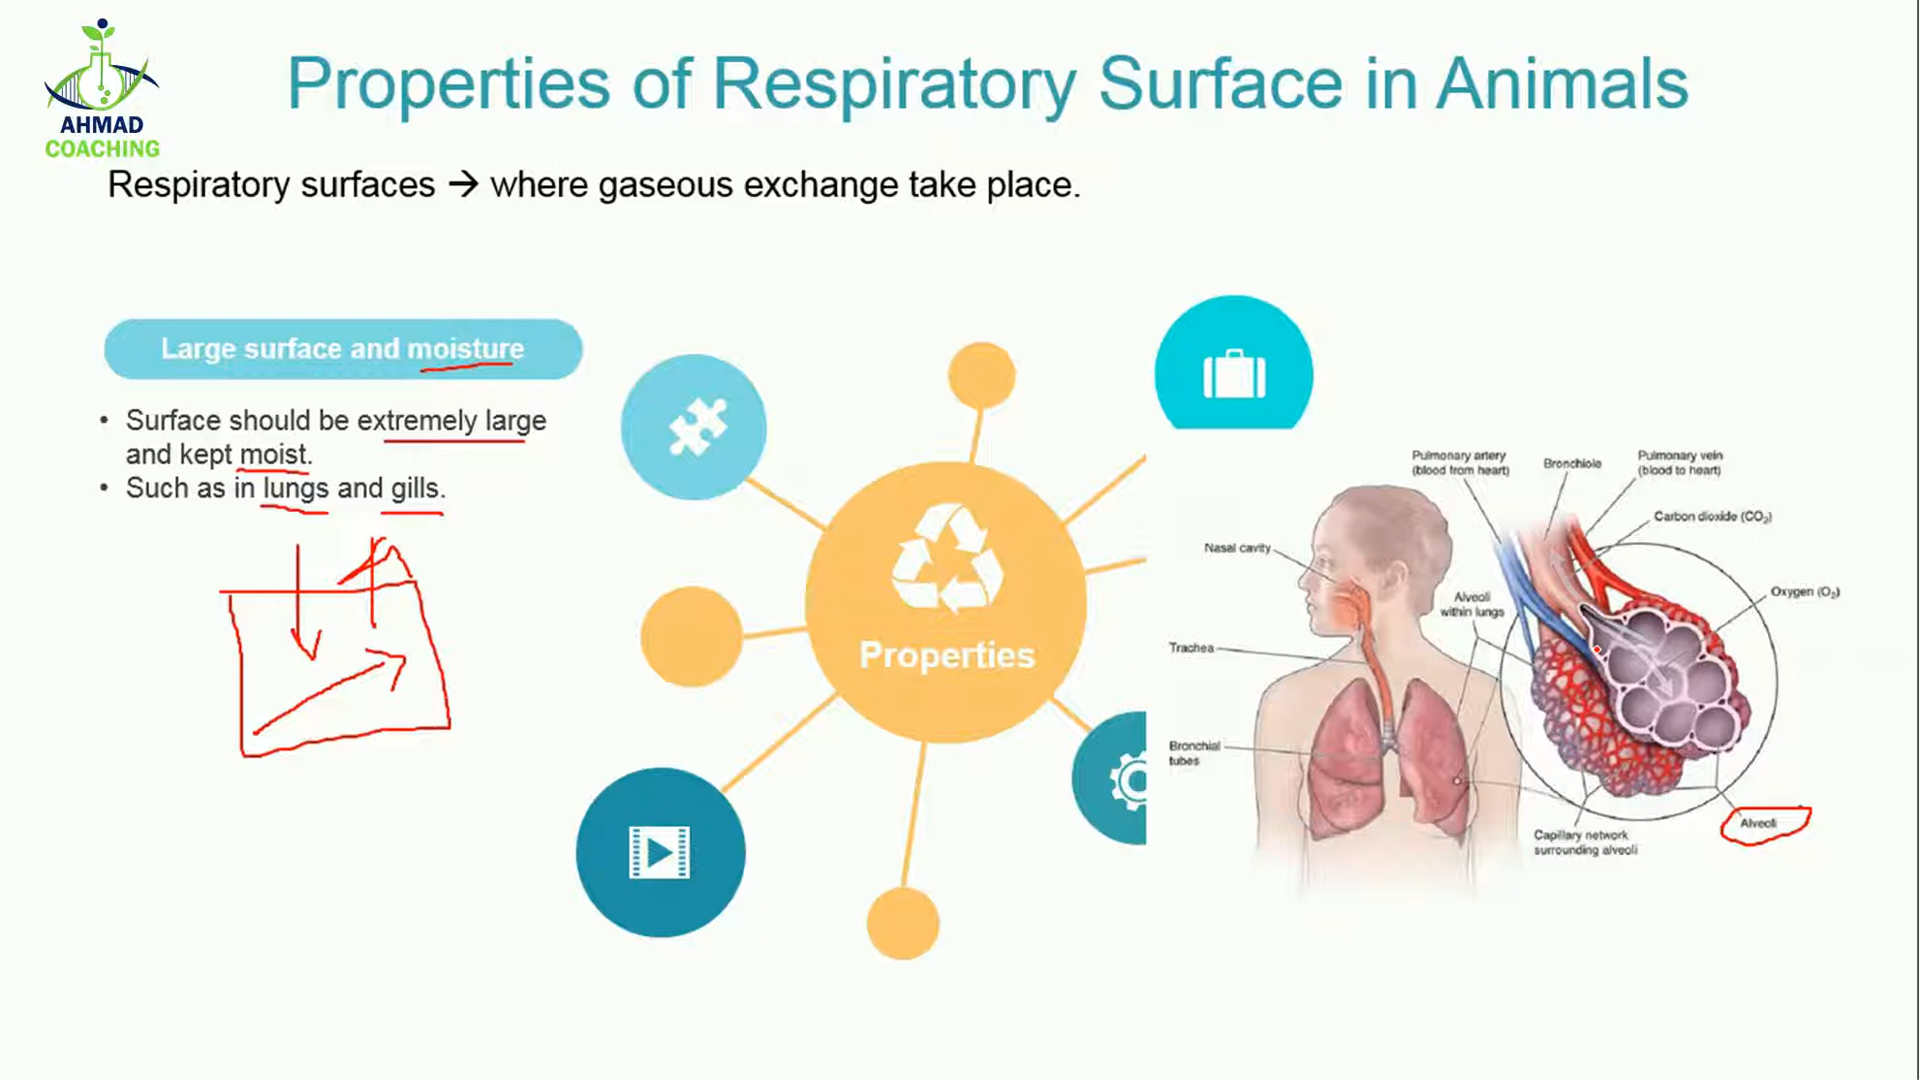 AHMAD
COACHING
Properties of Respiratory Surface in Animals
Respiratory surfaces → where gaseous exchange take place.
Large surface and moisture
• Surface should be extremely large
and kept moist.
• Such as in lungs and gills.
Properties
Pulmonary artery
(blood from heart)
Bronchiole
Pulmonary vein
(blood to heart)
Carbon dioxide (CO₂)
Nasal cavity
Oxygen (O₂)
Alveoli
within lungs
Trachea
Bronchial
tubes
Alveoli
Capillary network
surrounding alveoli